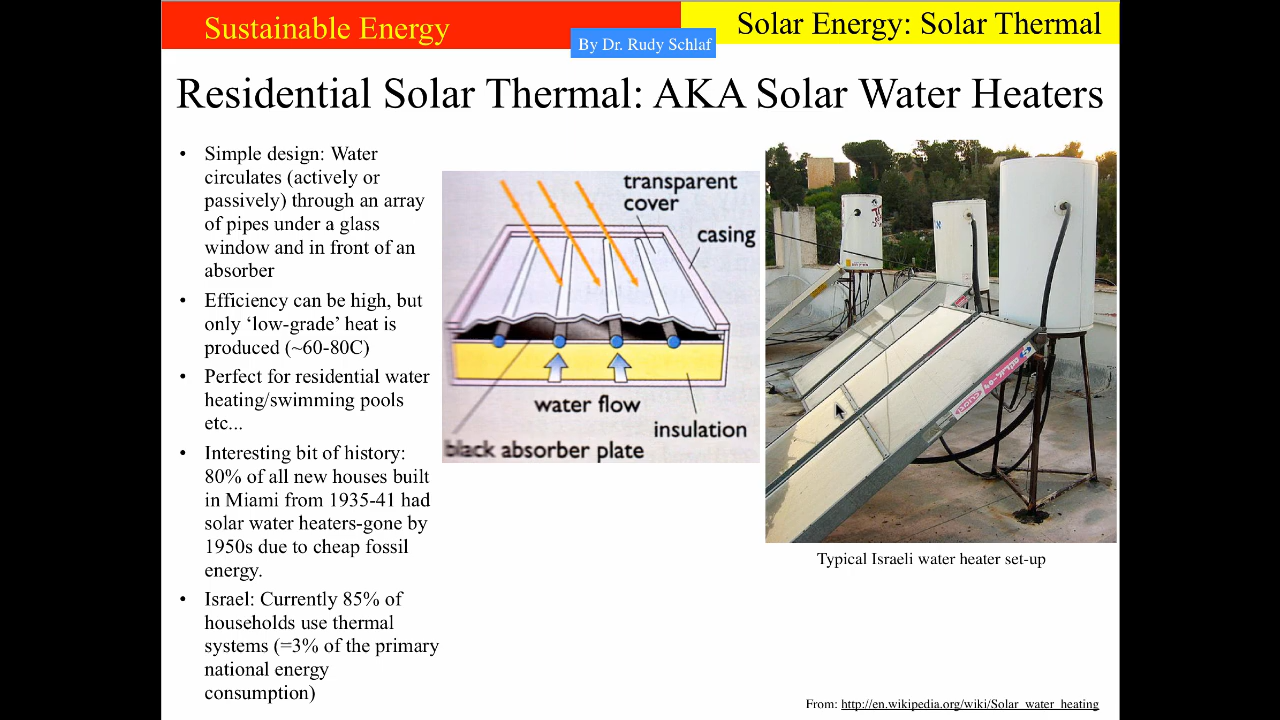 Sustainable Energy
Solar Energy: Solar Thermal
By Dr. Rudy Schlaf
Residential Solar Thermal: AKA Solar Water Heaters
• Simple design: Water
circulates (actively or
passively) through an array
of pipes under a glass
window and in front of an
absorber
• Efficiency can be high, but
only ‘low-grade’ heat is
produced (~60-80C)
• Perfect for residential water
heating/swimming pools
etc...
• Interesting bit of history:
80% of all new houses built
in Miami from 1935-41 had
solar water heaters-gone by
1950s due to cheap fossil
energy.
• Israel: Currently 85% of
households use thermal
systems (=3% of the primary
national energy
consumption)
transparent
cover
casing
water flow
insulation
black absorber plate
Typical Israeli water heater set-up
From: http://en.wikipedia.org/wiki/Solar_water_heating